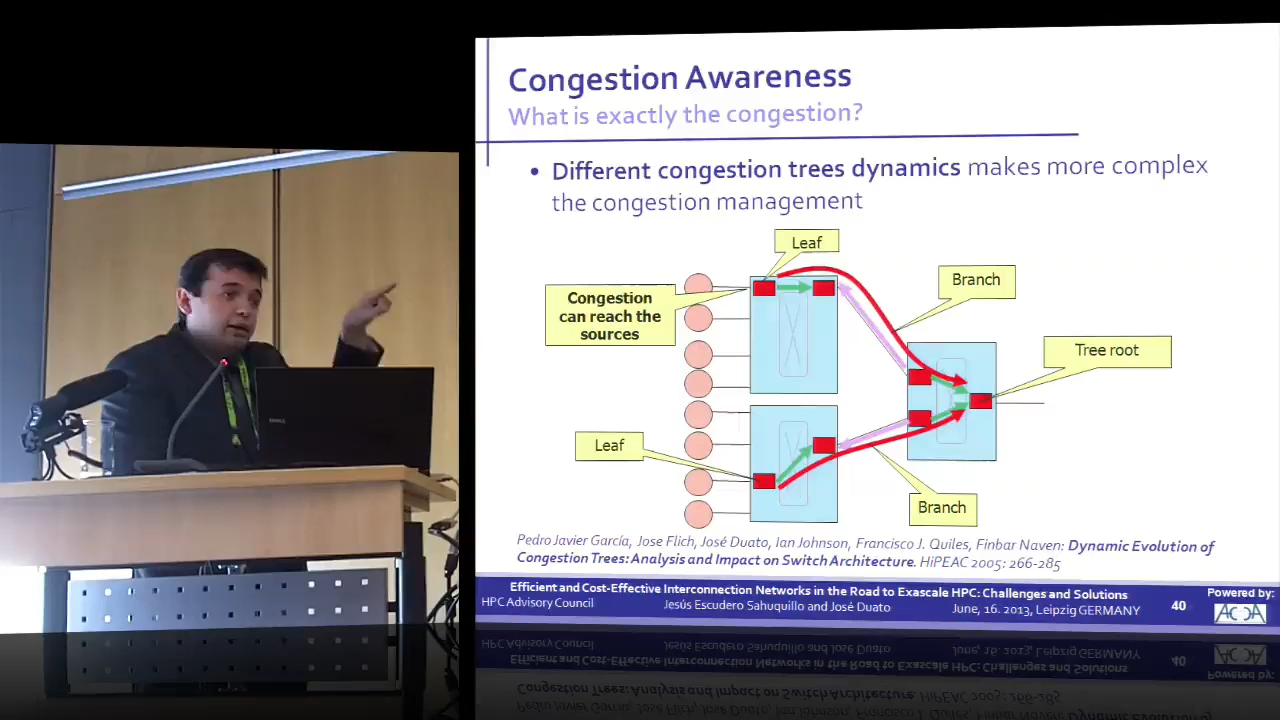 Congestion Awareness
What is exactly the congestion?
• Different congestion trees dynamics makes more complex
the congestion management
Leaf
Branch
Congestion
can reach the
sources
Tree root
Leaf
Branch
Pedro Javier García, Jose Flich, José Duato, Ian Johnson, Francisco J. Quiles, Finbar Naven: Dynamic Evolution of
Congestion Trees: Analysis and Impact on Switch Architecture. HiPEAC 2005: 266-285
Efficient and Cost-Effective Interconnection Networks in the Road to Exascale HPC: Challenges and Solutions
HPC Advisory Council Jesús Escudero Sahuquillo and José Duato June, 16. 2013, Leipzig GERMANY
40
Powered by:
ACCA
DELL